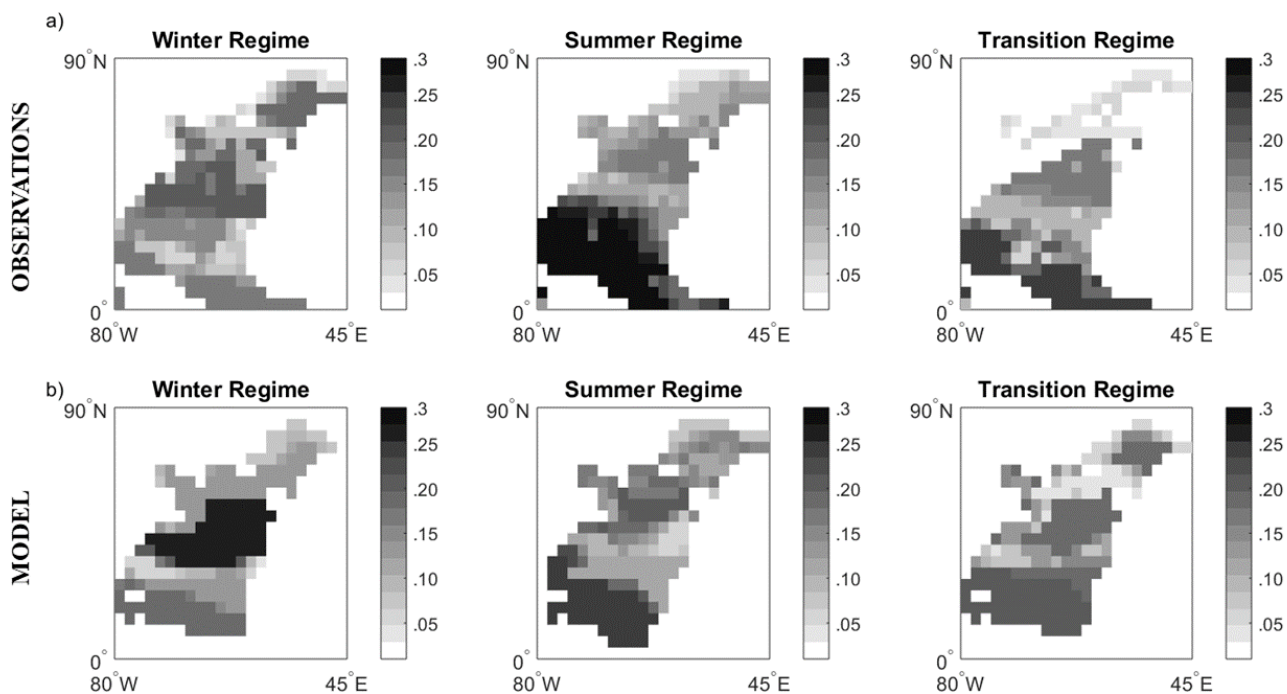 a)
Winter Regime
Summer Regime
Transition Regime
OBSERVATIONS
90°N
0°
80°W
45°E
.3
.25
.20
.15
.10
.05
90°N
0°
80°W
45°E
.3
.25
.20
.15
.10
.05
90°N
0°
80°W
45°E
.3
.25
.20
.15
.10
.05
b)
Winter Regime
Summer Regime
Transition Regime
MODEL
90°N
0°
80°W
45°E
.3
.25
.20
.15
.10
.05
90°N
0°
80°W
45°E
.3
.25
.20
.15
.10
.05
90°N
0°
80°W
45°E
.3
.25
.20
.15
.10
.05